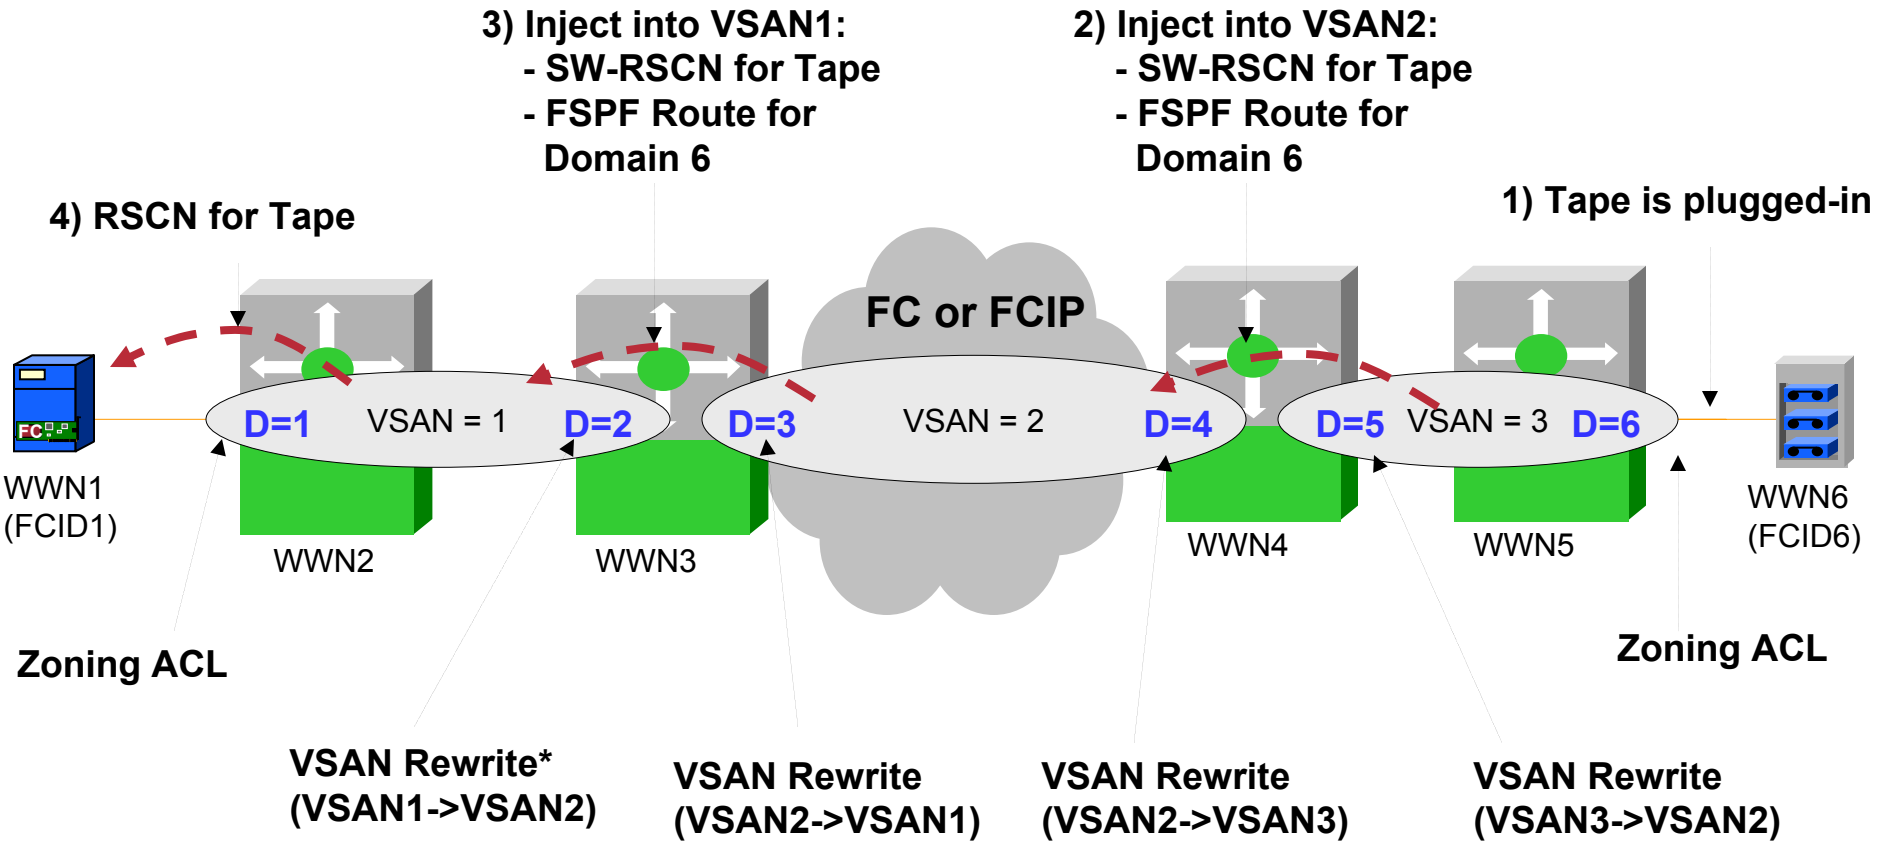 3) Inject into VSAN1:
- SW-RSCN for Tape
- FSPF Route for
Domain 6
2) Inject into VSAN2:
- SW-RSCN for Tape
- FSPF Route for
Domain 6
4) RSCN for Tape
1) Tape is plugged-in
FC or FCIP
FC
D=1
VSAN = 1
D=2
D=3
VSAN = 2
D=4
D=5
VSAN = 3
D=6
WWN1
(FCID1)
WWN2
WWN3
WWN4
WWN5
WWN6
(FCID6)
Zoning ACL
Zoning ACL
VSAN Rewrite*
(VSAN1->VSAN2)
VSAN Rewrite
(VSAN2->VSAN1)
VSAN Rewrite
(VSAN2->VSAN3)
VSAN Rewrite
(VSAN3->VSAN2)